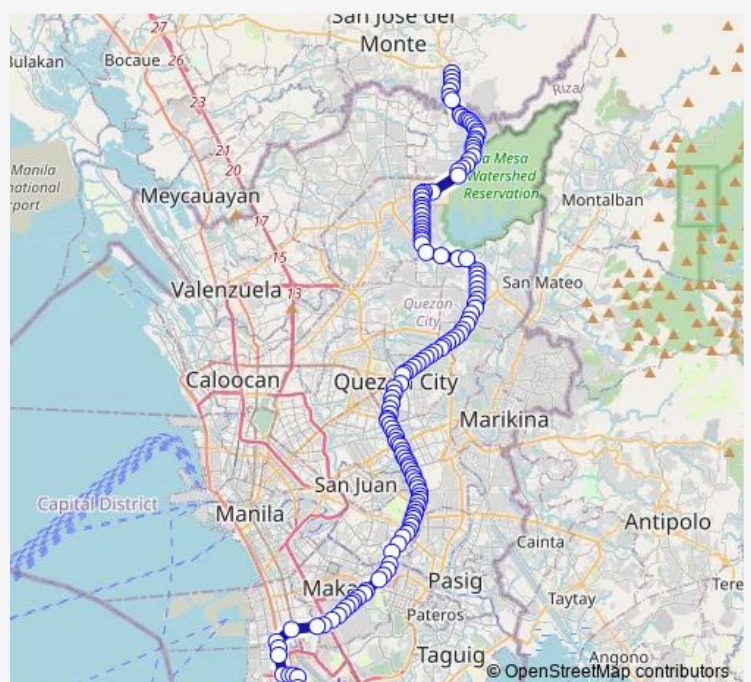 San Jose del
Monte
27
Bulakan
Bocaue
26
Rizal
23
21
20
Manila
La Mesa
Watershed
Reservation
Meycauayan
Montalban
17
15
San Mateo
Valenzuela
13
Quezon
City
Caloocan
Quezon City
Marikina
San Juan
Capital District
Manila
Antipolo
Cainta
Pasig
Taytay
Pateros
Taguig
Angono
© OpenStreetMap contributors